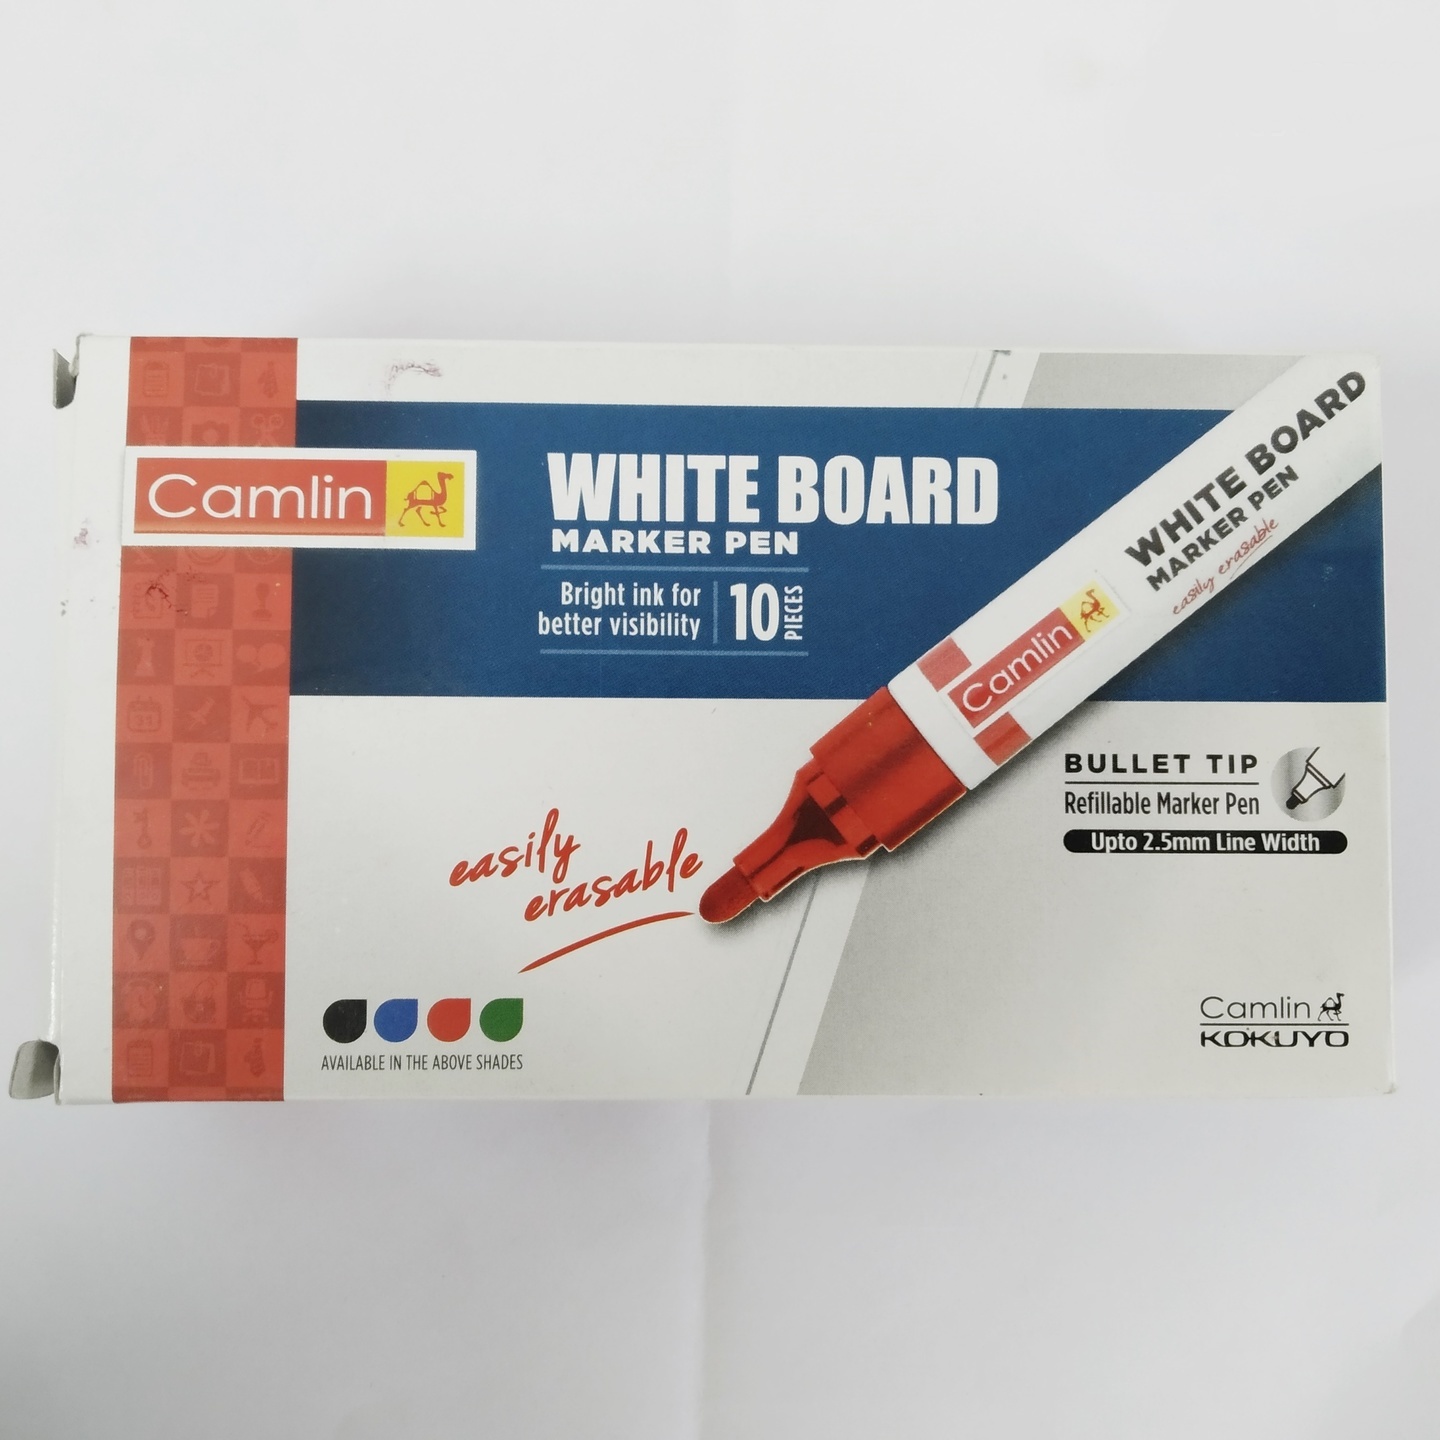 Camlin
WHITE BOARD
MARKER PEN
Bright ink for
better visibility
10
PIECES
WHITE BOARD
MARKER PEN
easily erasable
Camlin
BULLET TIP
Refillable Marker Pen
Upto 2.5mm Line Width
easily
erasable
AVAILABLE IN THE ABOVE SHADES
Camlin
KOKUYO